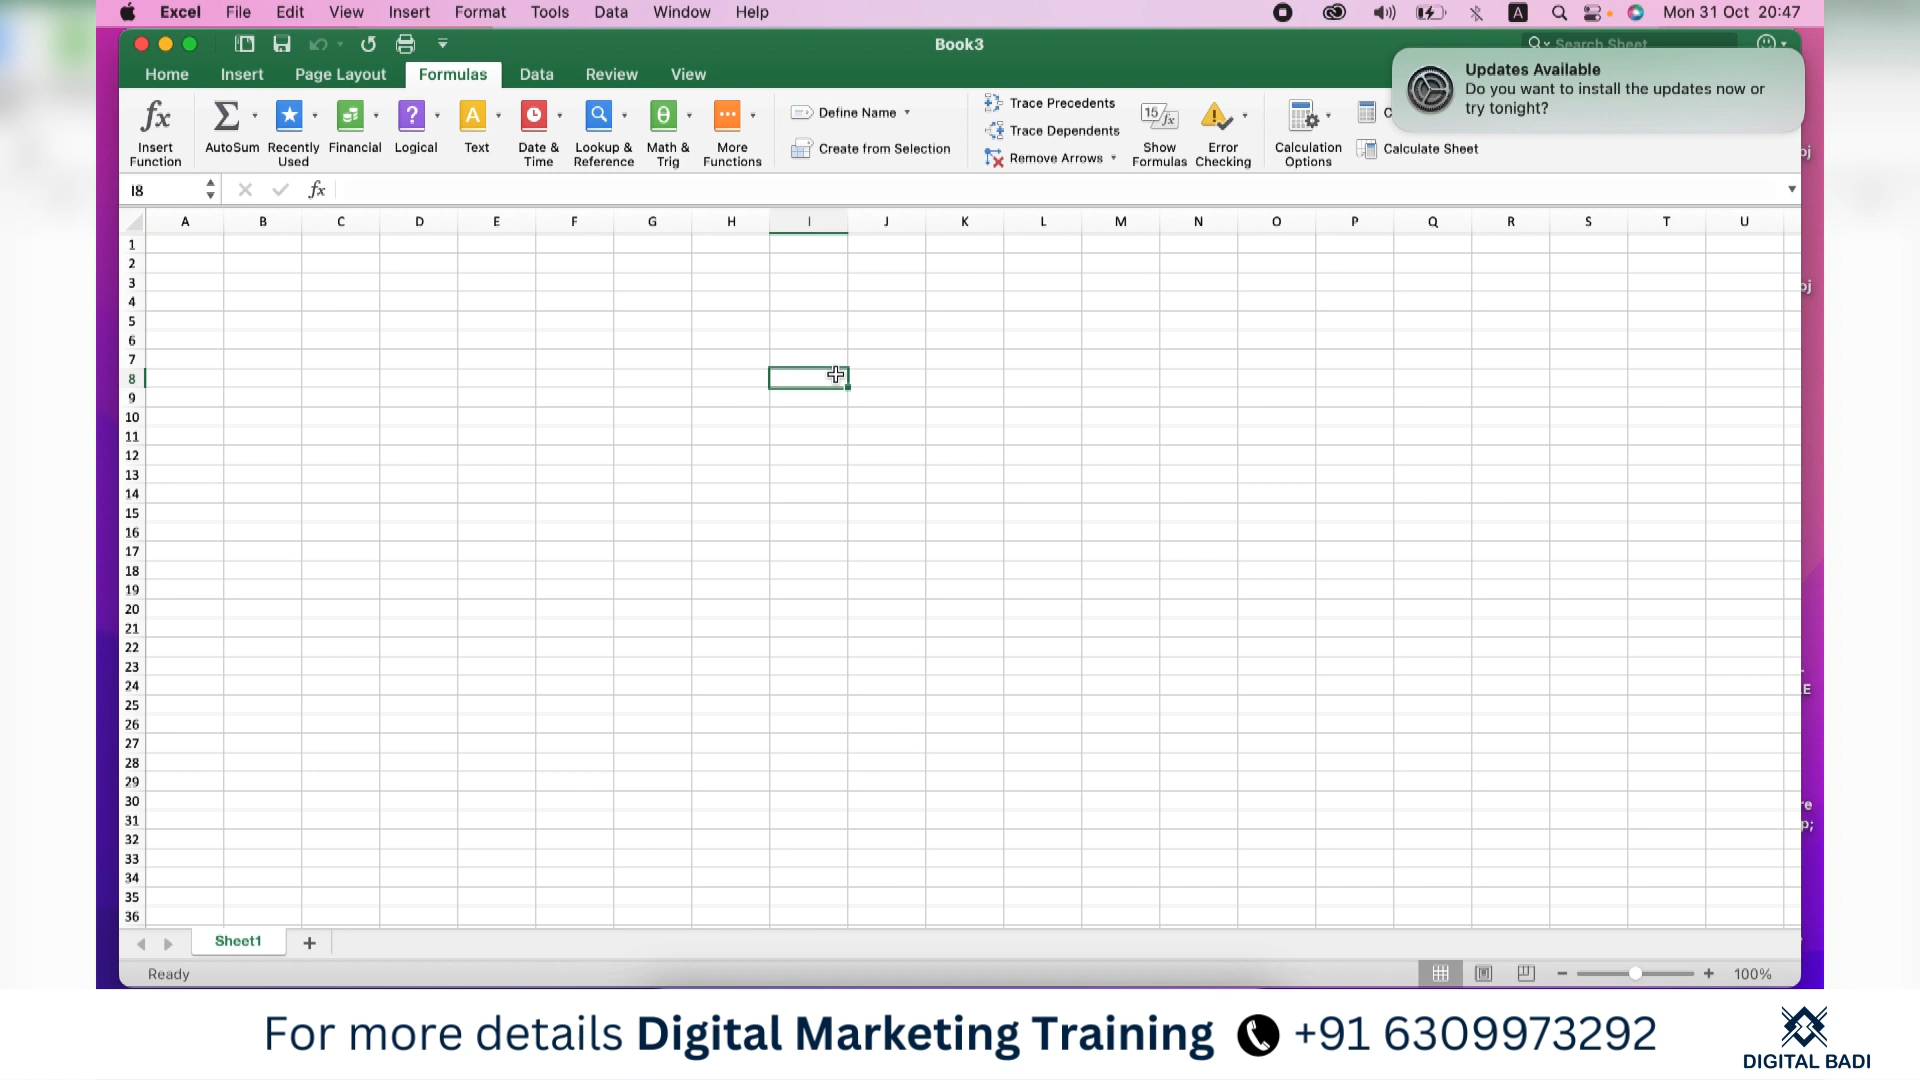 Excel File Edit View Insert Format Tools Data Window Help A Mon 31 Oct 20:47
Book3
Search Sheet
Home Insert Page Layout Formulas Data Review View
Updates Available
Do you want to install the updates now or
try tonight?
Insert Function
AutoSum
Recently Used
Financial
Logical
Text
Date & Time
Lookup & Reference
Math & Trig
More Functions
Define Name
Create from Selection
Trace Precedents
Trace Dependents
Remove Arrows
Show Formulas
Error Checking
Calculation Options
Calculate Sheet
I8 fx
A B C D E F G H I J K L M N O P Q R S T U
1
2
3
4
5
6
7
8
9
10
11
12
13
14
15
16
17
18
19
20
21
22
23
24
25
26
27
28
29
30
31
32
33
34
35
36
Sheet1 +
Ready
100%
For more details Digital Marketing Training +91 6309973292
DIGITAL BADI